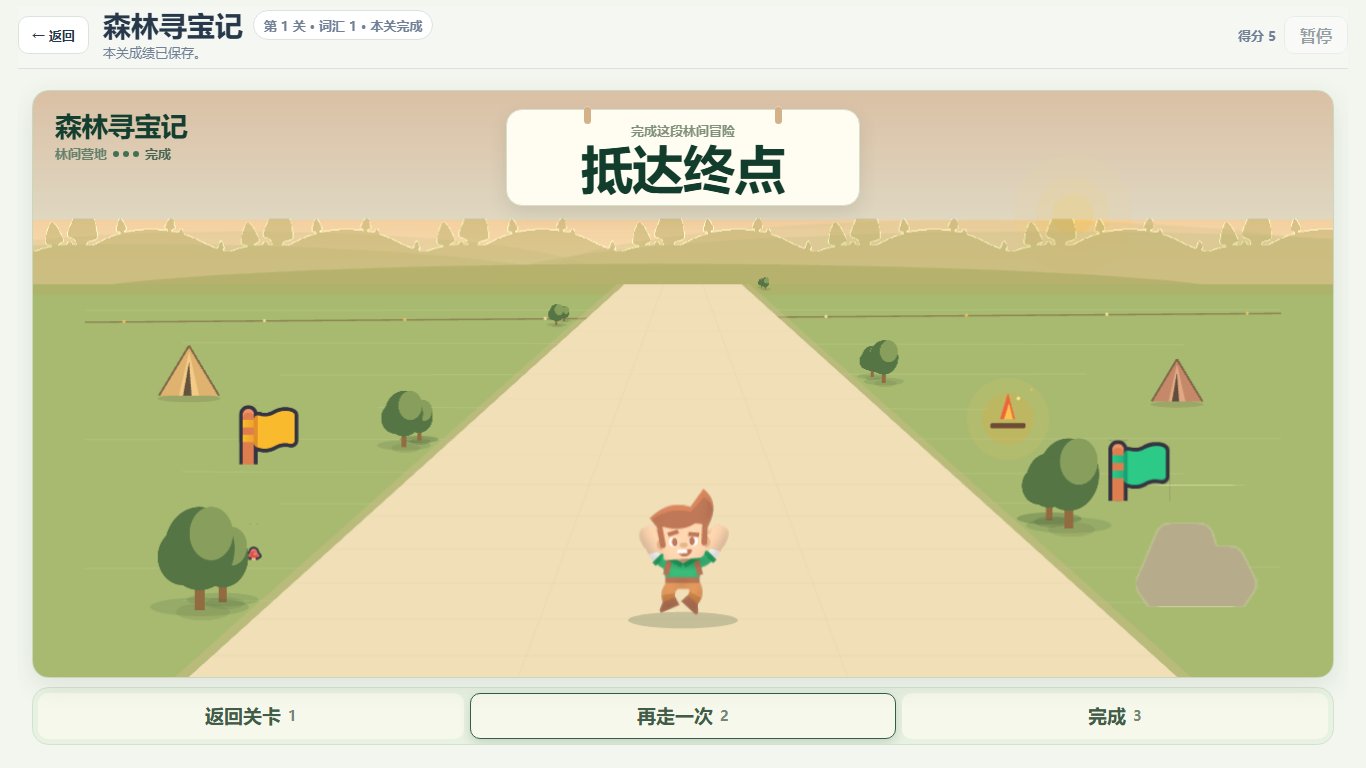 ← 返回
森林寻宝记
第 1 关 • 词汇 1 • 本关完成
本关成绩已保存。
得分 5
暂停
森林寻宝记
林间营地 ••• 完成
完成这段林间冒险
抵达终点
返回关卡 1
再走一次 2
完成 3